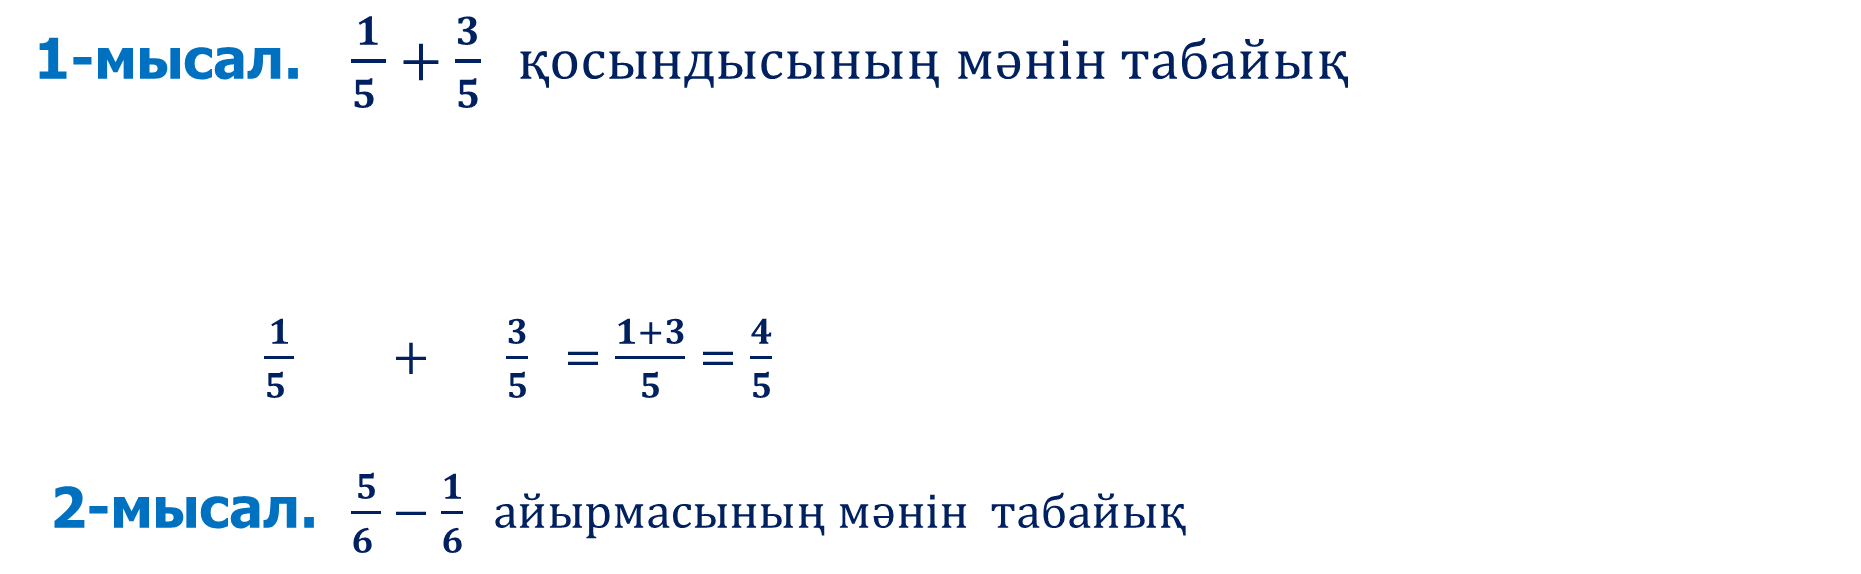 1-мысал. 1/5 + 3/5 қосындысының мәнін табайық
1/5 + 3/5 = 1+3/5 = 4/5
2-мысал. 5/6 − 1/6 айырмасының мәнін табайық